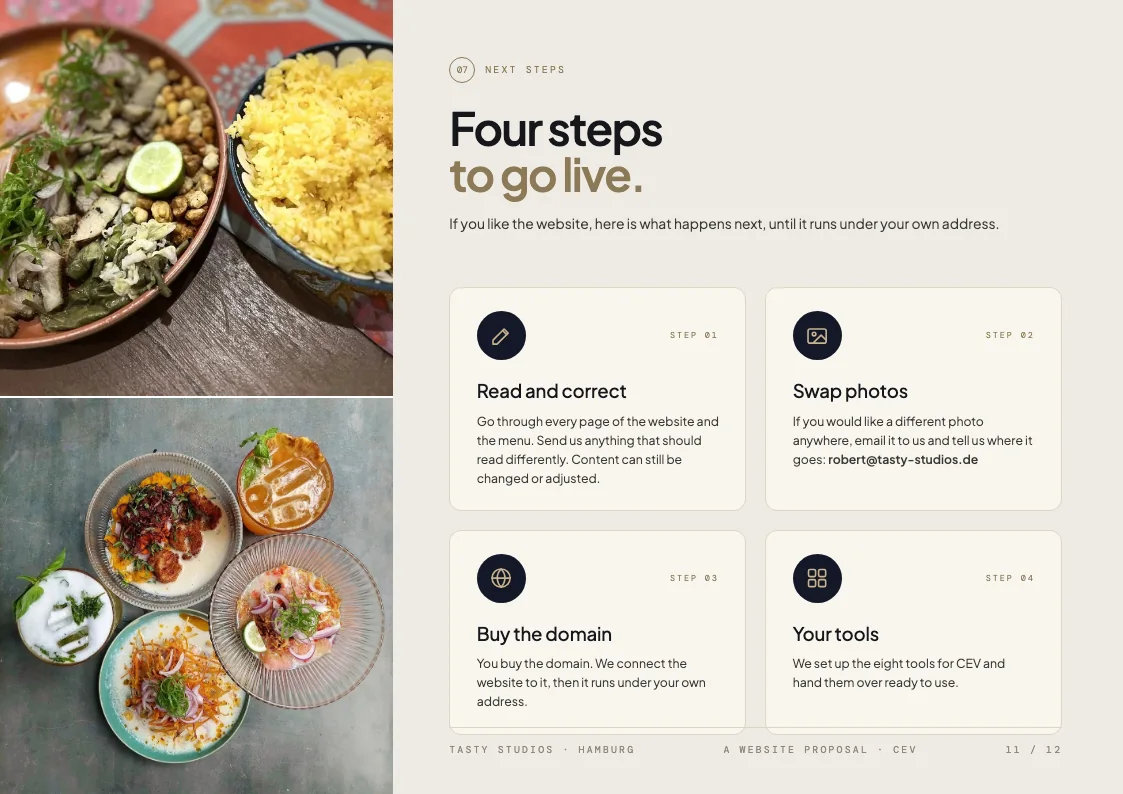 07 NEXT STEPS
Four steps
to go live.
If you like the website, here is what happens next, until it runs under your own address.
STEP 01
Read and correct
Go through every page of the website and
the menu. Send us anything that should
read differently. Content can still be
changed or adjusted.
STEP 02
Swap photos
If you would like a different photo
anywhere, email it to us and tell us where it
goes: robert@tasty-studios.de
STEP 03
Buy the domain
You buy the domain. We connect the
website to it, then it runs under your own
address.
STEP 04
Your tools
We set up the eight tools for CEV and
hand them over ready to use.
TASTY STUDIOS · HAMBURG
A WEBSITE PROPOSAL · CEV
11 / 12